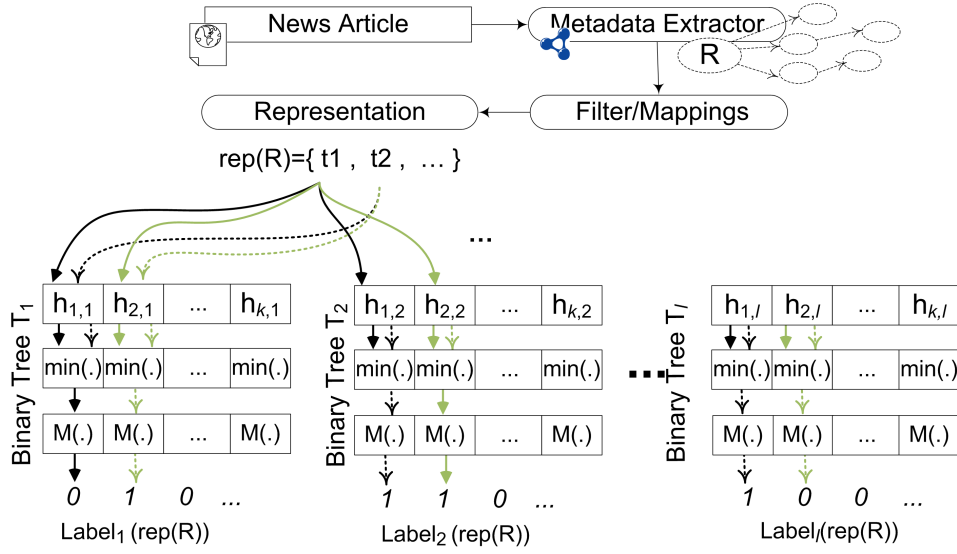 News Article
Metadata Extractor
R
Representation
Filter/Mappings
rep(R)={ t1 , t2 , ... }
...
Binary Tree T1
h1,1 h2,1 ... hk,1
min(.) min(.) ... min(.)
M(.) M(.) ... M(.)
0 1 0 ...
Label1(rep(R))
Binary Tree T2
h1,2 h2,2 ... hk,2
min(.) min(.) ... min(.)
M(.) M(.) ... M(.)
1 1 0 ...
Label2(rep(R))
...
Binary Tree Tl
h1,l h2,l ... hk,l
min(.) min(.) ... min(.)
M(.) M(.) ... M(.)
1 0 0 ...
Labell(rep(R))